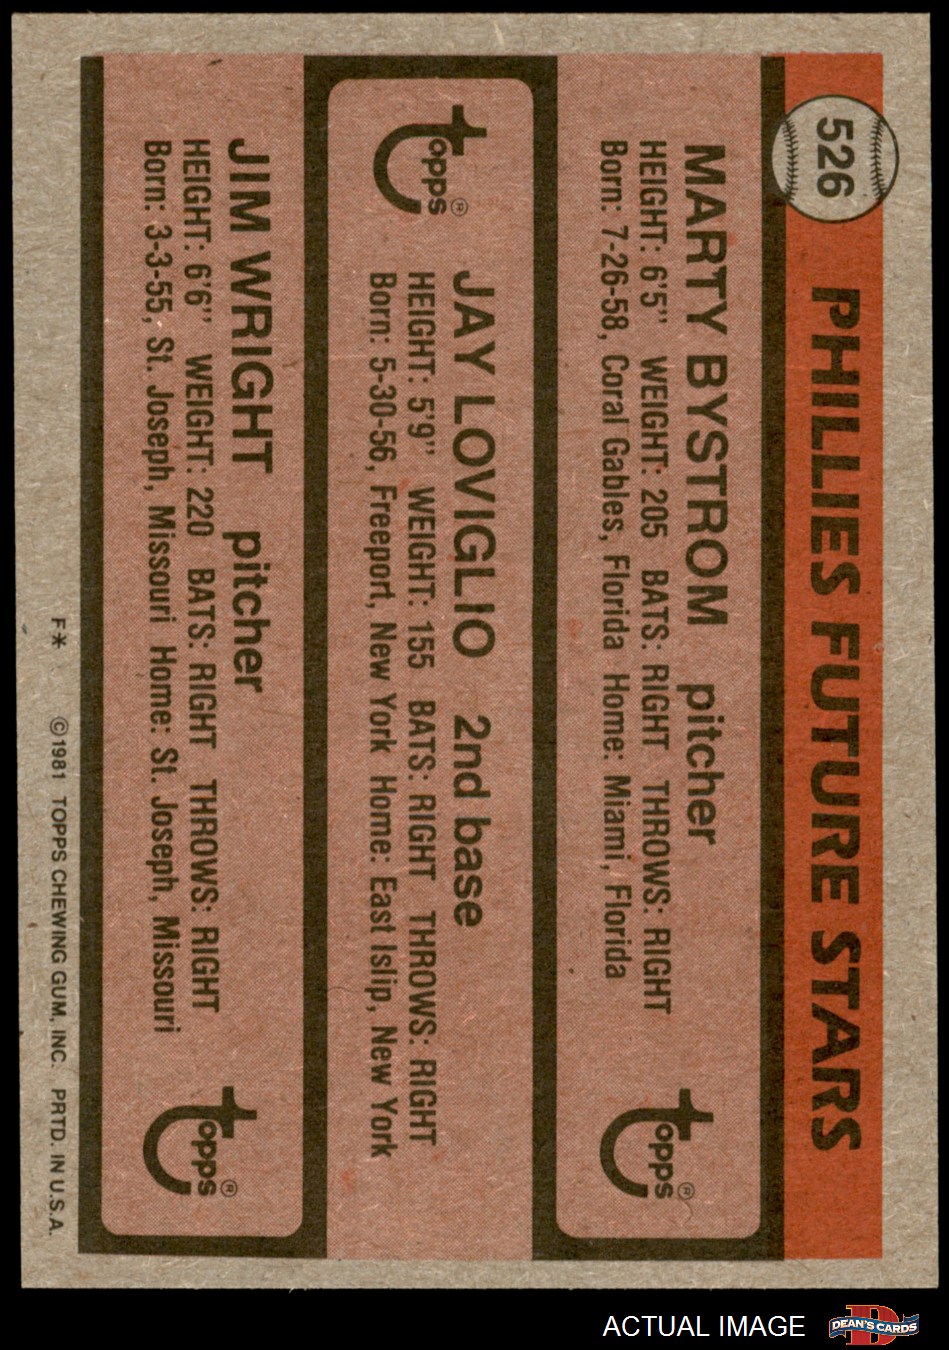 526
PHILLIES FUTURE STARS
MARTY BYSTROM pitcher
HEIGHT: 6'5" WEIGHT: 205 BATS: RIGHT THROWS: RIGHT
Born: 7-26-58, Coral Gables, Florida Home: Miami, Florida
Topps®
Topps®
JAY LOVIGLIO 2nd base
HEIGHT: 5'9" WEIGHT: 155 BATS: RIGHT THROWS: RIGHT
Born: 5-30-56, Freeport, New York Home: East Islip, New York
JIM WRIGHT pitcher
HEIGHT: 6'6" WEIGHT: 220 BATS: RIGHT THROWS: RIGHT
Born: 3-3-55, St. Joseph, Missouri Home: St. Joseph, Missouri
Topps®
F* ©1981 TOPPS CHEWING GUM, INC. PRTD. IN U.S.A.
ACTUAL IMAGE
D
DEAN'S CARDS